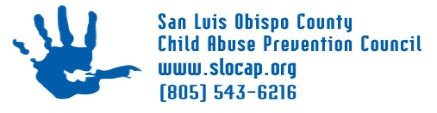 San Luis Obispo County
Child Abuse Prevention Council
www.slocap.org
(805) 543-6216